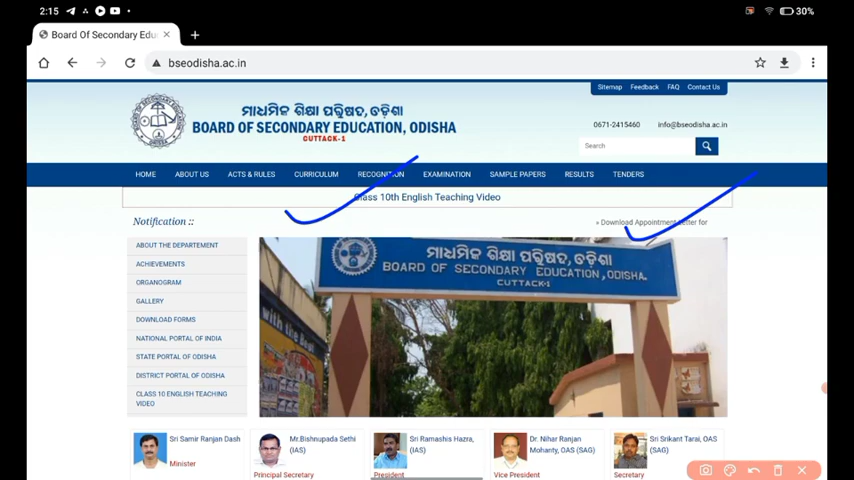 2:15
30%
Board Of Secondary Edu
bseodisha.ac.in
Sitemap Feedback FAQ Contact Us
ମାଧ୍ୟମିକ ଶିକ୍ଷା ପରିଷଦ, ଓଡ଼ିଶା
BOARD OF SECONDARY EDUCATION, ODISHA
CUTTACK-1
0671-2415460 info@bseodisha.ac.in
Search
HOME ABOUT US ACTS & RULES CURRICULUM RECOGNITION EXAMINATION SAMPLE PAPERS RESULTS TENDERS
Class 10th English Teaching Video
Notification ::
» Download Appointment Letter for
ABOUT THE DEPARTEMENT
ACHIEVEMENTS
ORGANOGRAM
GALLERY
DOWNLOAD FORMS
NATIONAL PORTAL OF INDIA
STATE PORTAL OF ODISHA
DISTRICT PORTAL OF ODISHA
CLASS 10 ENGLISH TEACHING
VIDEO
ମାଧ୍ୟମିକ ଶିକ୍ଷା ପରିଷଦ, ଓଡ଼ିଶା
BOARD OF SECONDARY EDUCATION, ODISHA.
CUTTACK-1
Sri Samir Ranjan Dash
Minister
Mr.Bishnupada Sethi
(IAS)
Principal Secretary
Sri Ramashis Hazra,
(IAS)
President
Dr. Nihar Ranjan
Mohanty, OAS (SAG)
Vice President
Sri Srikant Tarai, OAS
(SAG)
Secretary